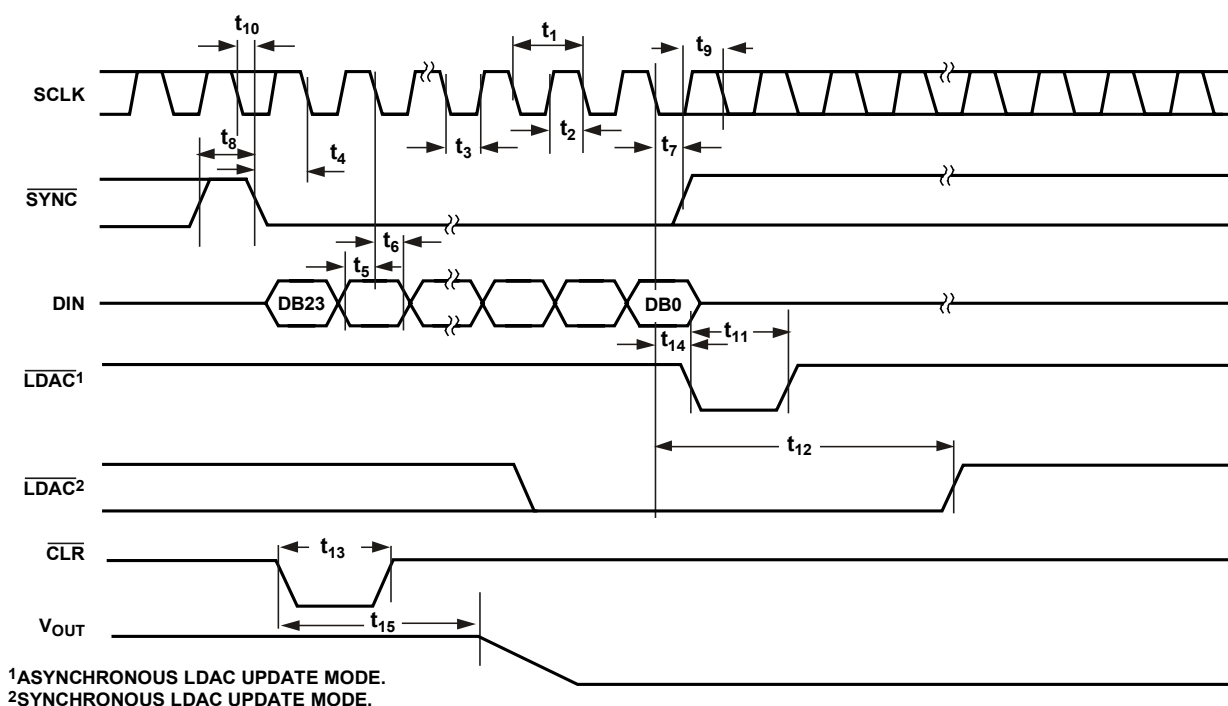 t10 t1 t9
SCLK
t8 t4 t3 t2 t7
SYNC
t6
t5
DIN DB23 DB0
t14 t11
LDAC1
t12
LDAC2
CLR t13
t15
VOUT
1ASYNCHRONOUS LDAC UPDATE MODE.
2SYNCHRONOUS LDAC UPDATE MODE.